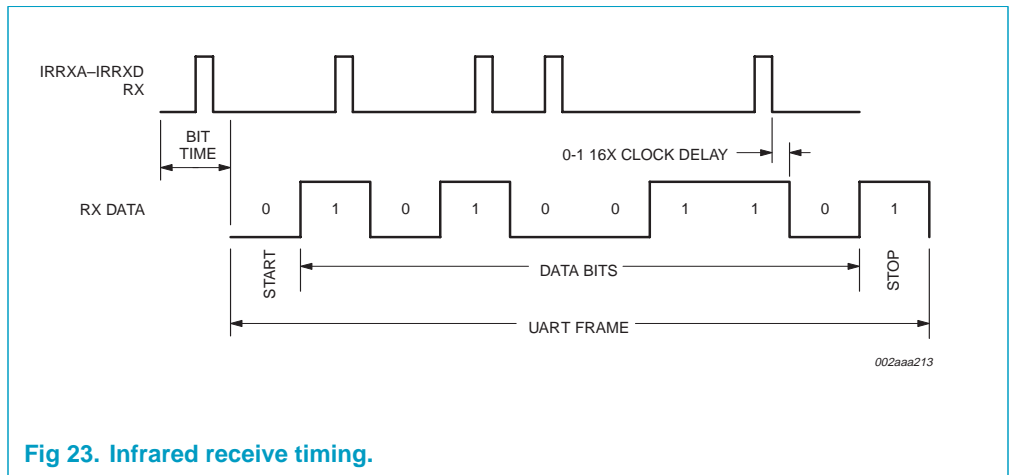 IRRXA–IRRXD
RX
BIT
TIME
0-1 16X CLOCK DELAY
RX DATA
0 1 0 1 0 0 1 1 0 1
START
DATA BITS
STOP
UART FRAME
002aaa213
Fig 23. Infrared receive timing.